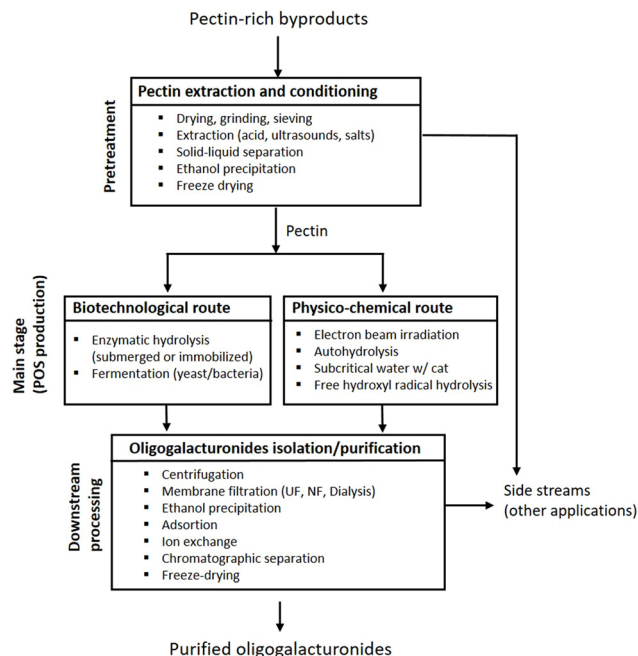 Pectin-rich byproducts
Pretreatment
Pectin extraction and conditioning
▪ Drying, grinding, sieving
▪ Extraction (acid, ultrasounds, salts)
▪ Solid-liquid separation
▪ Ethanol precipitation
▪ Freeze drying
Pectin
Main stage
(POS production)
Biotechnological route
▪ Enzymatic hydrolysis
(submerged or immobilized)
▪ Fermentation (yeast/bacteria)
Physico-chemical route
▪ Electron beam irradiation
▪ Autohydrolysis
▪ Subcritical water w/ cat
▪ Free hydroxyl radical hydrolysis
Downstream
processing
Oligogalacturonides isolation/purification
▪ Centrifugation
▪ Membrane filtration (UF, NF, Dialysis)
▪ Ethanol precipitation
▪ Adsortion
▪ Ion exchange
▪ Chromatographic separation
▪ Freeze-drying
Side streams
(other applications)
Purified oligogalacturonides